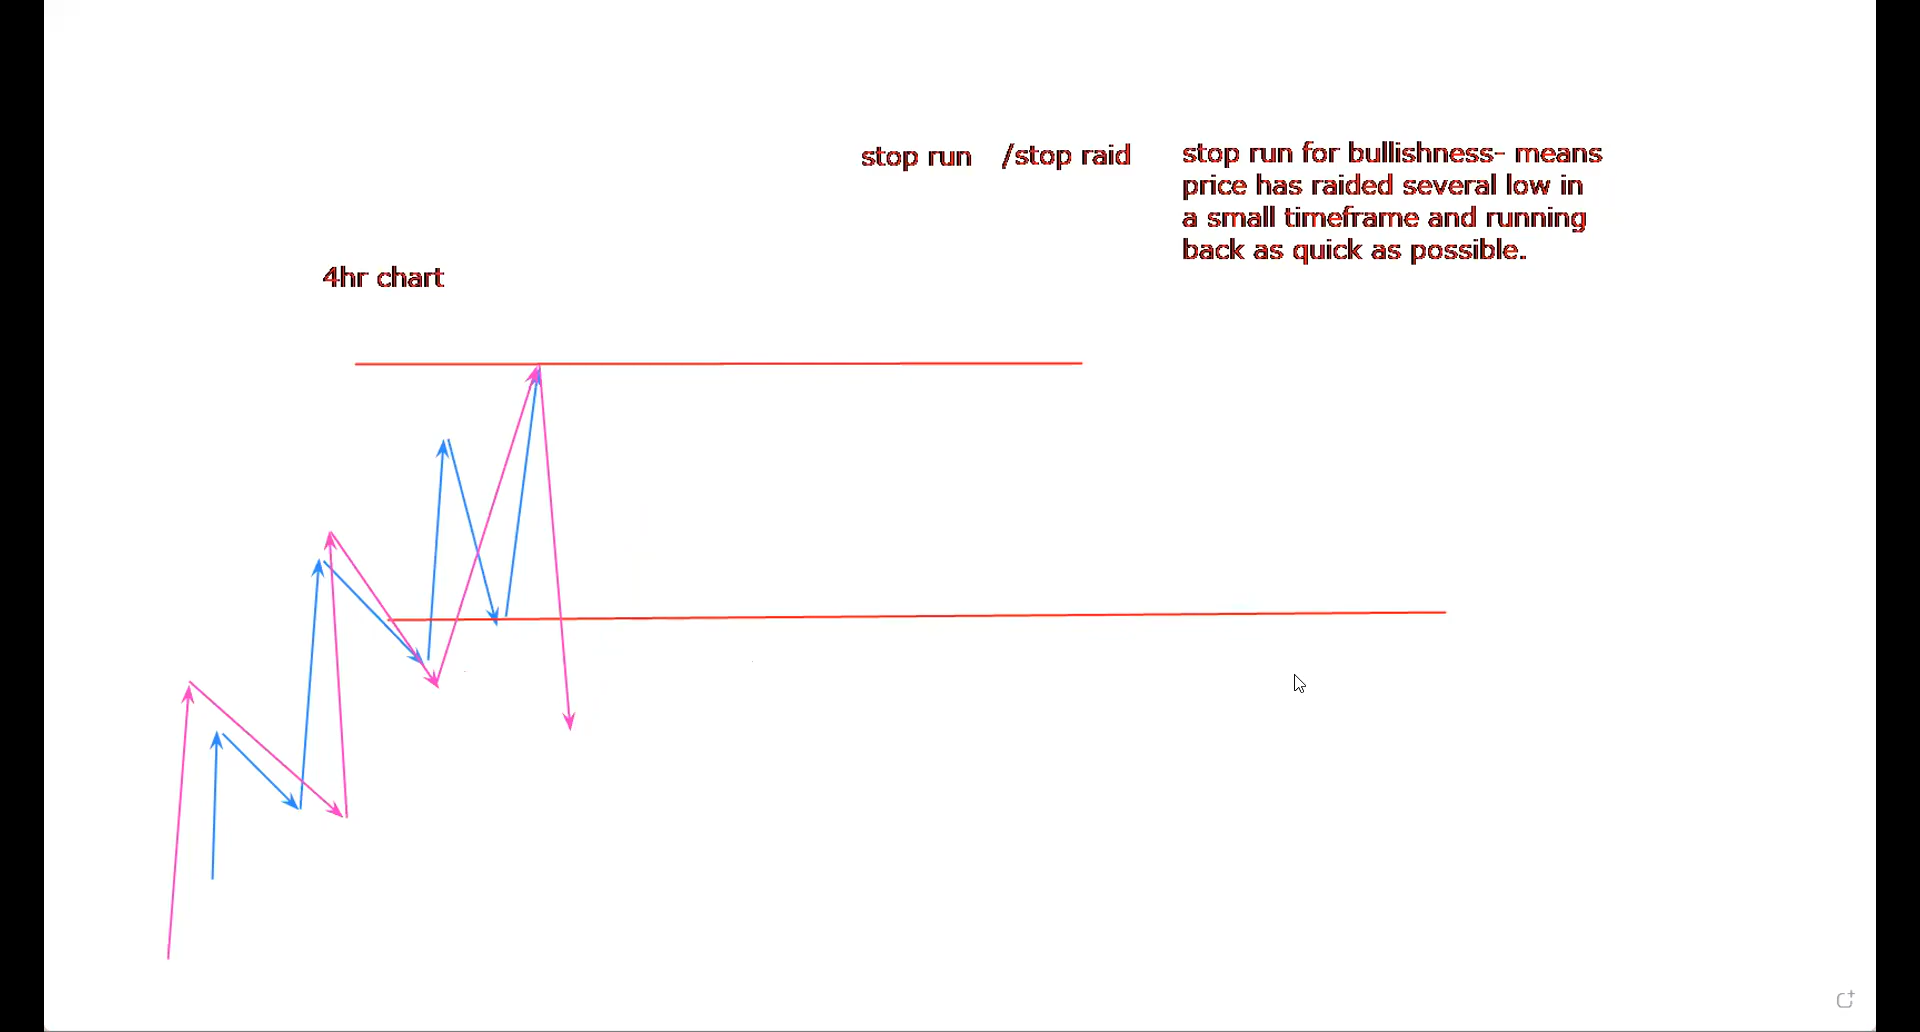 stop run /stop raid
stop run for bullishness- means
price has raided several low in
a small timeframe and running
back as quick as possible.
4hr chart